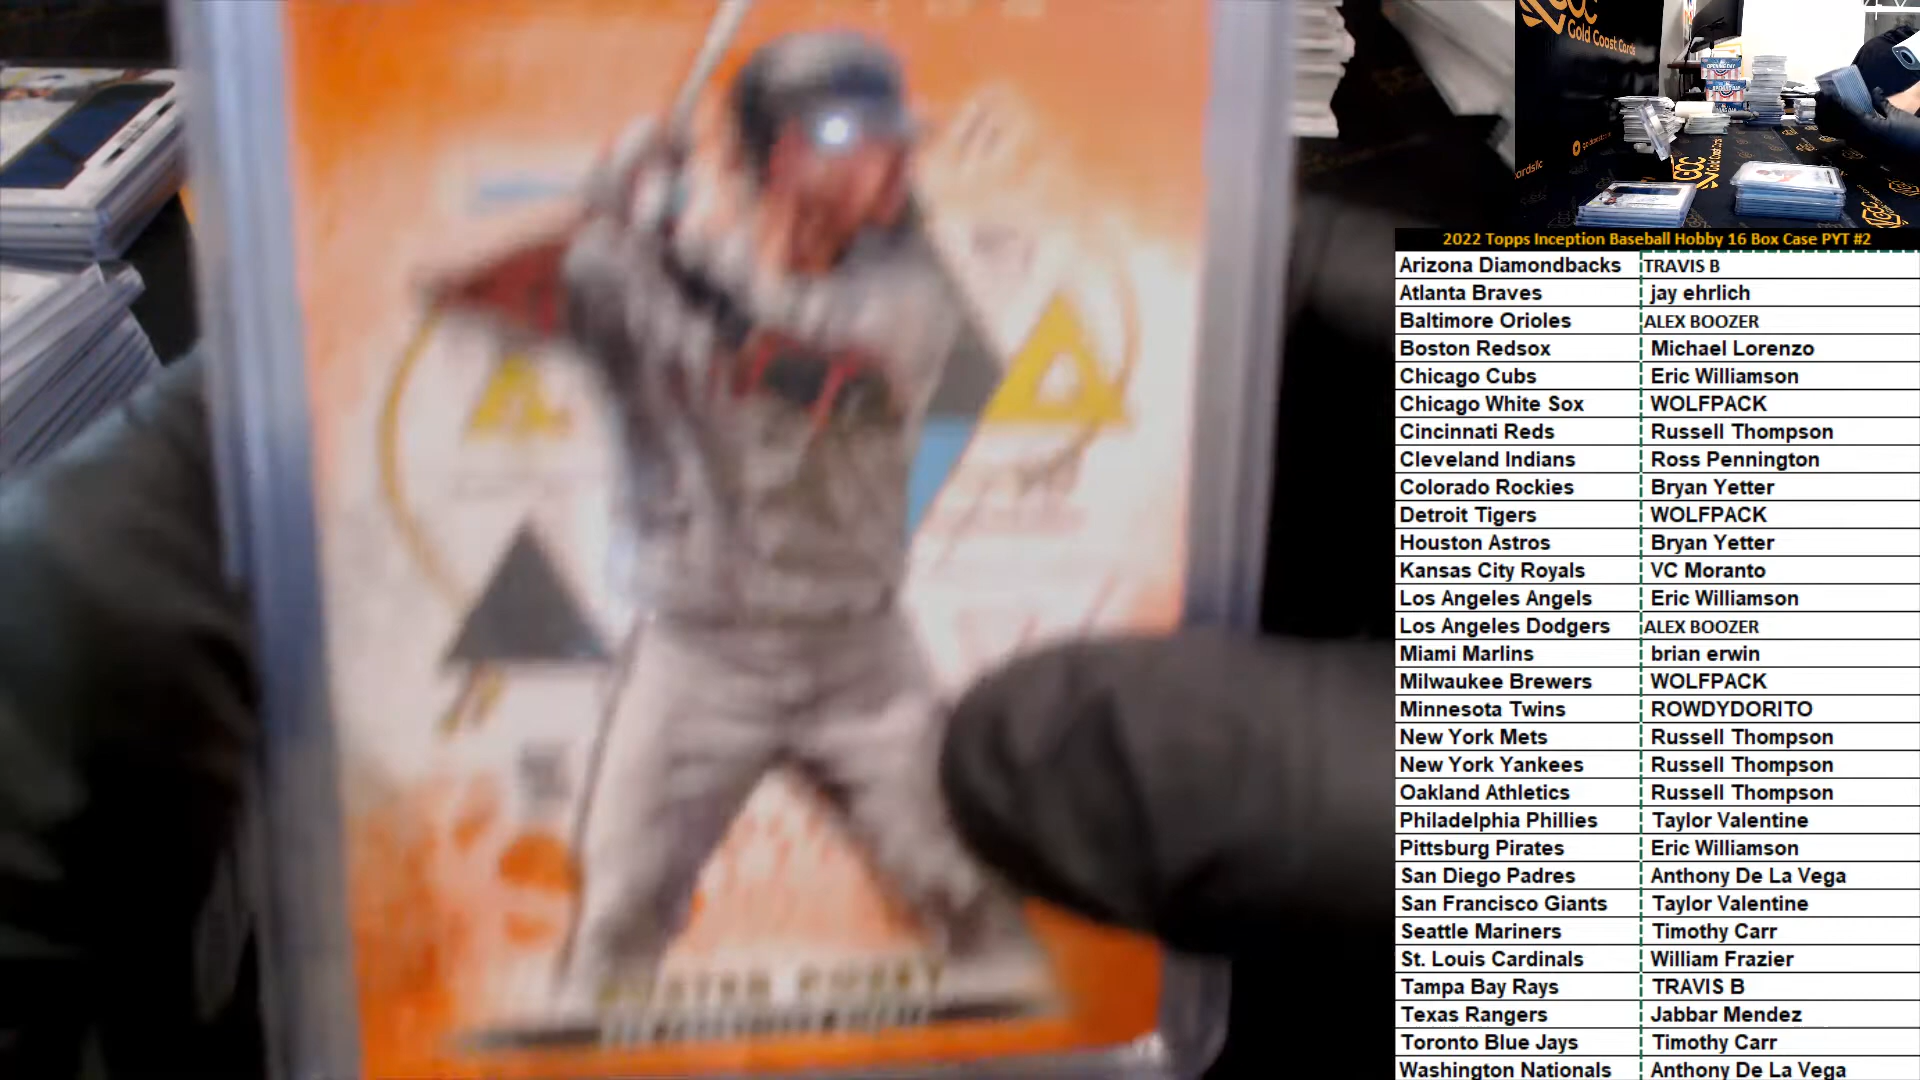 GCC
Gold Coast Cards
OPENING DAY
GCC
Gold Coast Cards
2022 Topps Inception Baseball Hobby 16 Box Case PYT #2
Arizona Diamondbacks TRAVIS B
Atlanta Braves jay ehrlich
Baltimore Orioles ALEX BOOZER
Boston Redsox Michael Lorenzo
Chicago Cubs Eric Williamson
Chicago White Sox WOLFPACK
Cincinnati Reds Russell Thompson
Cleveland Indians Ross Pennington
Colorado Rockies Bryan Yetter
Detroit Tigers WOLFPACK
Houston Astros Bryan Yetter
Kansas City Royals VC Moranto
Los Angeles Angels Eric Williamson
Los Angeles Dodgers ALEX BOOZER
Miami Marlins brian erwin
Milwaukee Brewers WOLFPACK
Minnesota Twins ROWDYDORITO
New York Mets Russell Thompson
New York Yankees Russell Thompson
Oakland Athletics Russell Thompson
Philadelphia Phillies Taylor Valentine
Pittsburg Pirates Eric Williamson
San Diego Padres Anthony De La Vega
San Francisco Giants Taylor Valentine
Seattle Mariners Timothy Carr
St. Louis Cardinals William Frazier
Tampa Bay Rays TRAVIS B
Texas Rangers Jabbar Mendez
Toronto Blue Jays Timothy Carr
Washington Nationals Anthony De La Vega